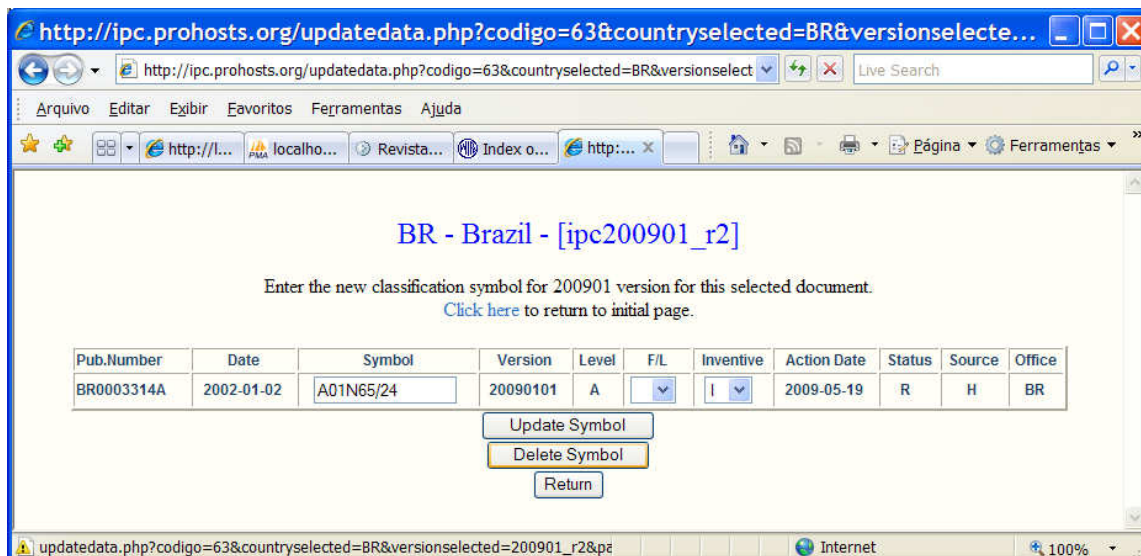 http://ipc.prohosts.org/updatedata.php?codigo=63&countryselected=BR&versionselecte...
http://ipc.prohosts.org/updatedata.php?codigo=63&countryselected=BR&versionselect Live Search
Arquivo Editar Exibir Favoritos Ferramentas Ajuda
http://l... localho... Revista... Index o... http:... Página Ferramentas »
BR - Brazil - [ipc200901_r2]
Enter the new classification symbol for 200901 version for this selected document.
Click here to return to initial page.
Pub.Number Date Symbol Version Level F/L Inventive Action Date Status Source Office
BR0003314A 2002-01-02 A01N65/24 20090101 A I 2009-05-19 R H BR
Update Symbol
Delete Symbol
Return
updatedata.php?codigo=63&countryselected=BR&versionselected=200901_r2&pa Internet 100%